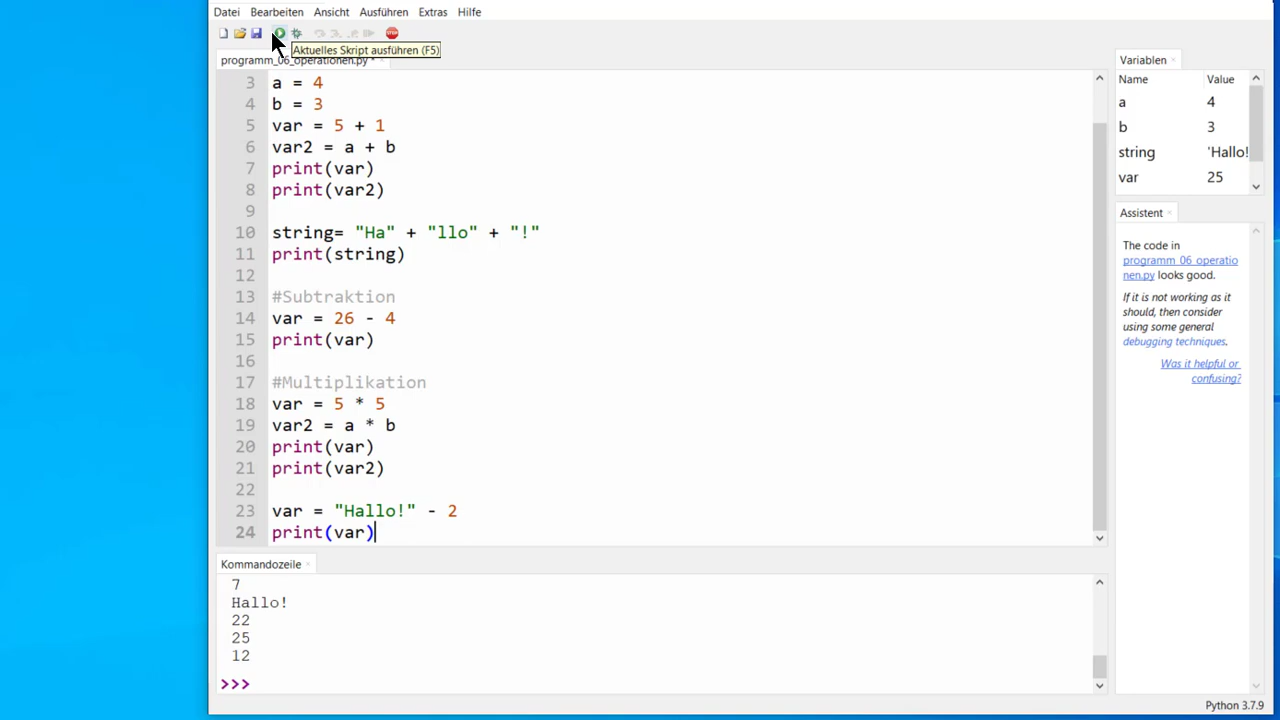 Datei Bearbeiten Ansicht Ausführen Extras Hilfe
STOP
Aktuelles Skript ausführen (F5)
programm_06_operationen.py *
3 a = 4
4 b = 3
5 var = 5 + 1
6 var2 = a + b
7 print(var)
8 print(var2)
9
10 string= "Ha" + "llo" + "!"
11 print(string)
12
13 #Subtraktion
14 var = 26 - 4
15 print(var)
16
17 #Multiplikation
18 var = 5 * 5
19 var2 = a * b
20 print(var)
21 print(var2)
22
23 var = "Hallo!" - 2
24 print(var)
Kommandozeile
7
Hallo!
22
25
12
>>>
Variablen
Name Value
a 4
b 3
string 'Hallo!
var 25
Assistent
The code in
programm_06_operatio
nen.py looks good.
If it is not working as it
should, then consider
using some general
debugging techniques.
Was it helpful or
confusing?
Python 3.7.9